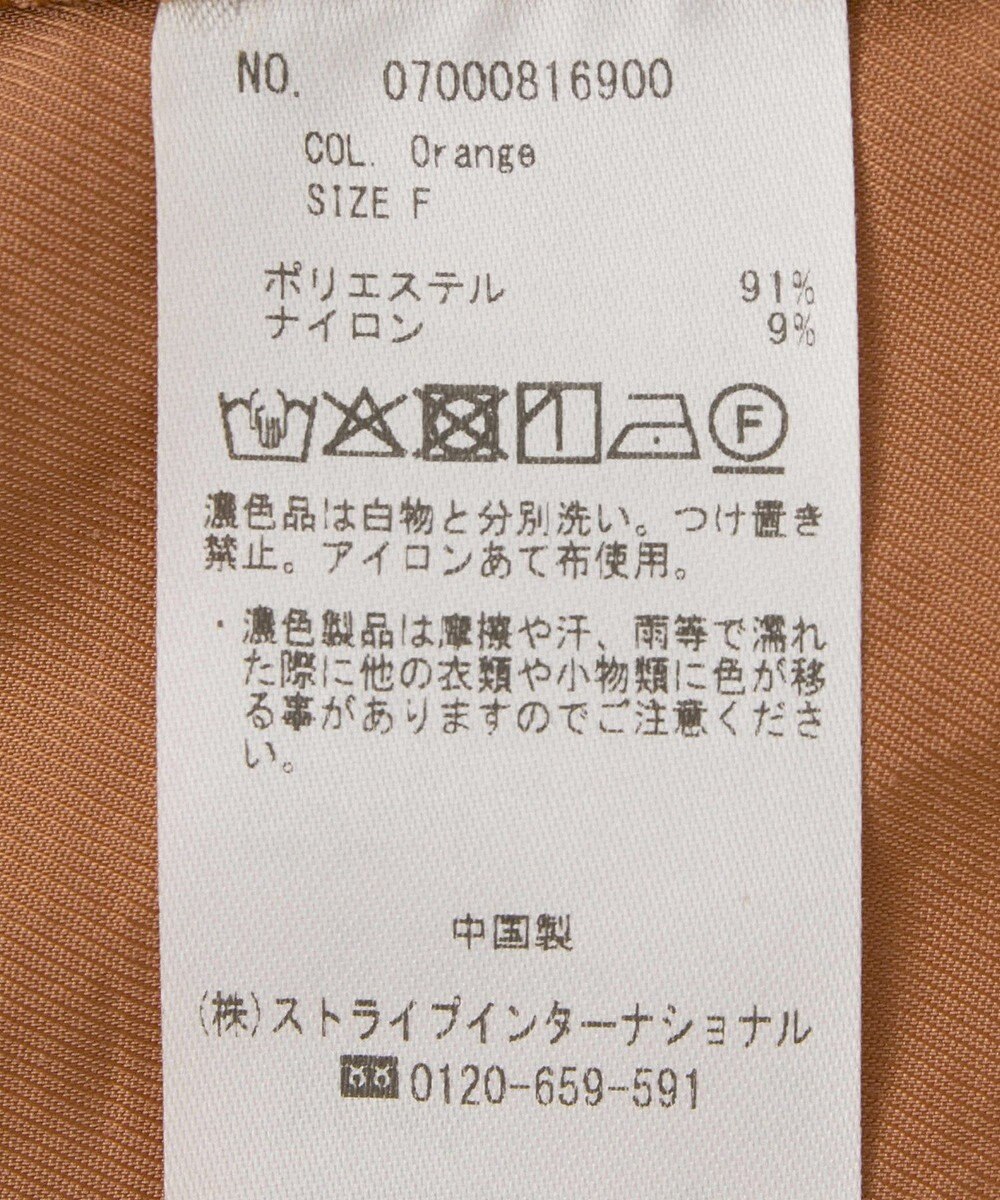 NO. 07000816900
COL. Orange
SIZE F
ポリエステル 91%
ナイロン 9%
F
濃色品は白物と分別洗い。つけ置き
禁止。アイロンあて布使用。
・濃色製品は摩擦や汗、雨等で濡れ
た際に他の衣類や小物類に色が移
る事がありますのでご注意くださ
い。
中国製
(株)ストライプインターナショナル
0120-659-591